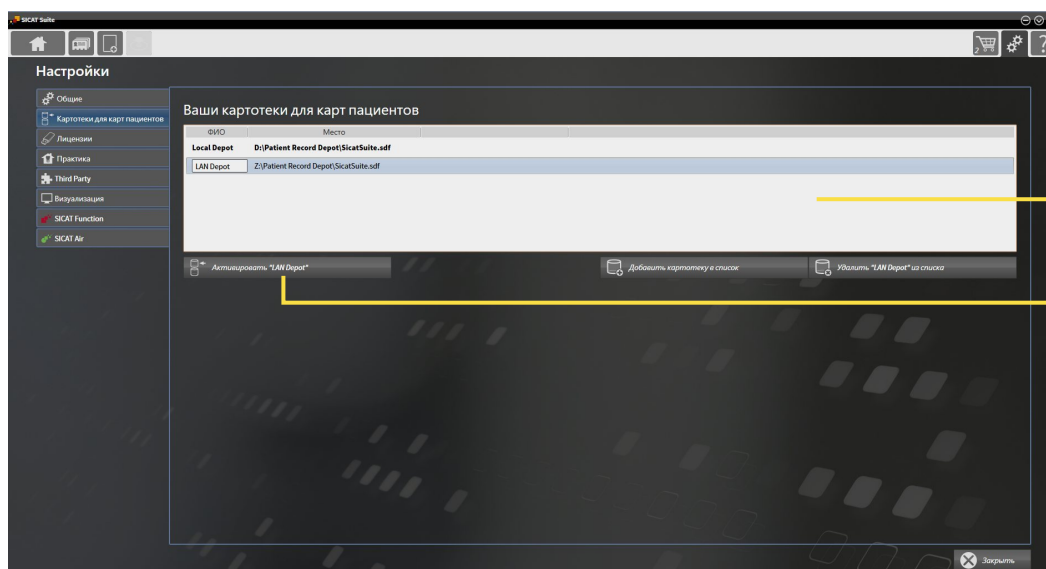 SICAT Suite
2
?
Настройки
Общие
Картотеки для карт пациентов
Лицензии
Практика
Third Party
Визуализация
SICAT Function
SICAT Air
Ваши картотеки для карт пациентов
ФИО Место
Local Depot D:\Patient Record Depot\SicatSuite.sdf
LAN Depot Z:\Patient Record Depot\SicatSuite.sdf
Активировать "LAN Depot" Добавить картотеку в список Удалить "LAN Depot" из списка
Закрыть